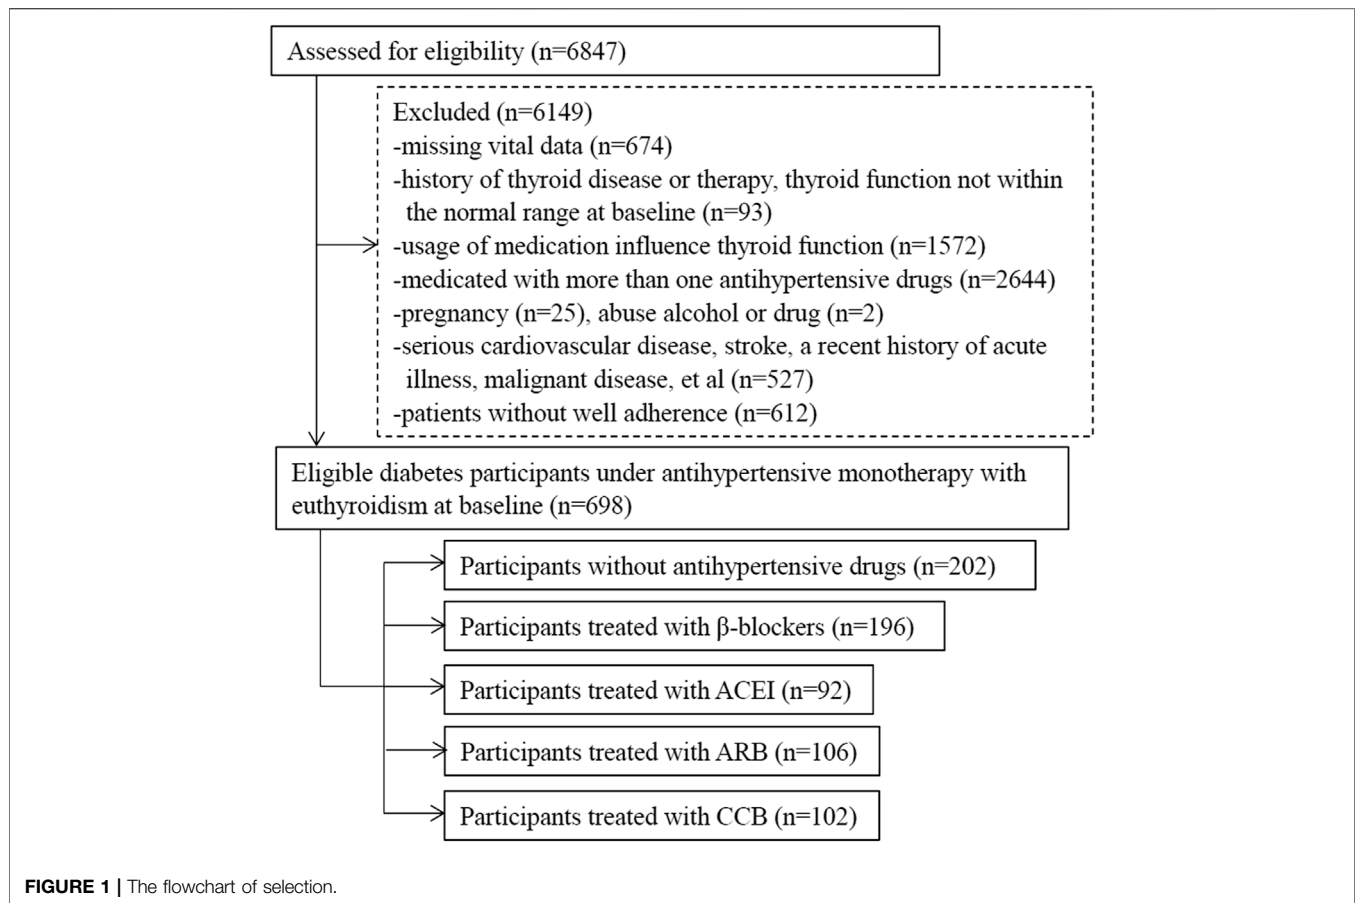 Assessed for eligibility (n=6847)
Excluded (n=6149)
-missing vital data (n=674)
-history of thyroid disease or therapy, thyroid function not within
the normal range at baseline (n=93)
-usage of medication influence thyroid function (n=1572)
-medicated with more than one antihypertensive drugs (n=2644)
-pregnancy (n=25), abuse alcohol or drug (n=2)
-serious cardiovascular disease, stroke, a recent history of acute
illness, malignant disease, et al (n=527)
-patients without well adherence (n=612)
Eligible diabetes participants under antihypertensive monotherapy with
euthyroidism at baseline (n=698)
Participants without antihypertensive drugs (n=202)
Participants treated with β-blockers (n=196)
Participants treated with ACEI (n=92)
Participants treated with ARB (n=106)
Participants treated with CCB (n=102)
FIGURE 1 | The flowchart of selection.